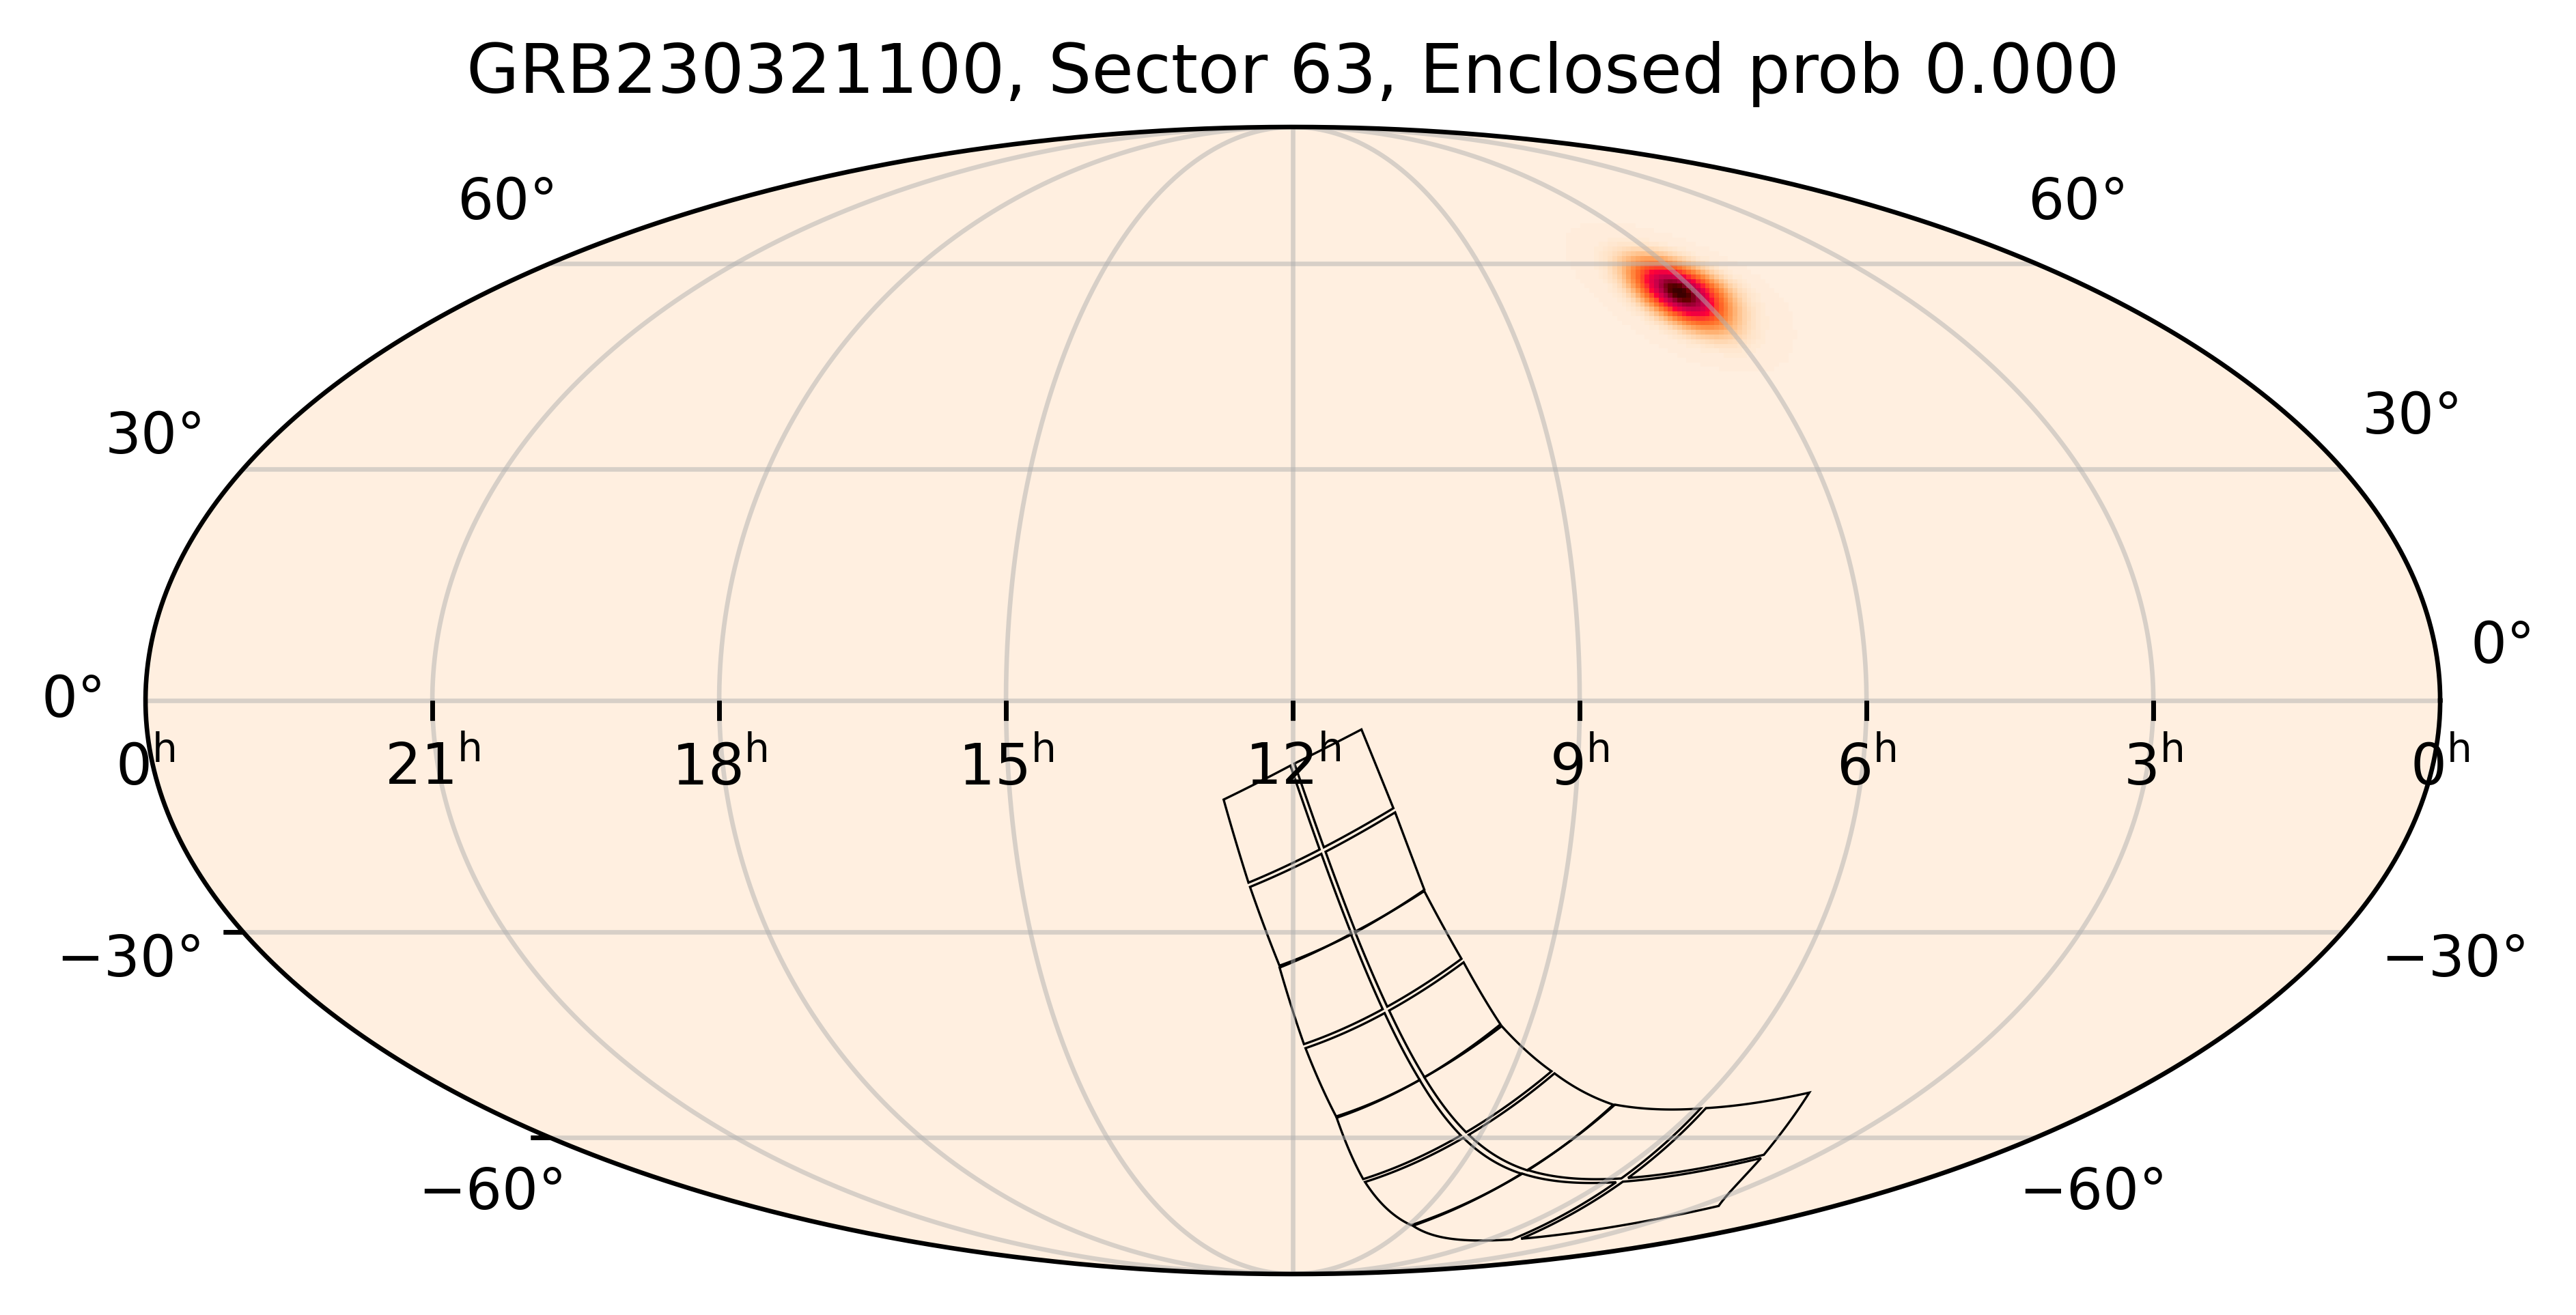 GRB230321100, Sector 63, Enclosed prob 0.000
60° 60°
30° 30°
0° 0°
0ʰ 21ʰ 18ʰ 15ʰ 12ʰ 9ʰ 6ʰ 3ʰ 0ʰ
−30° −30°
−60° −60°